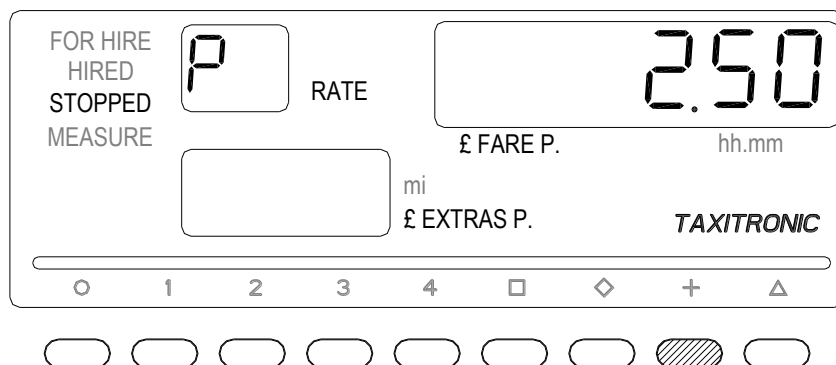 FOR HIRE
HIRED
STOPPED
MEASURE
P
RATE
2.50
£ FARE P.
hh.mm
mi
£ EXTRAS P.
TAXITRONIC
1 2 3 4 +